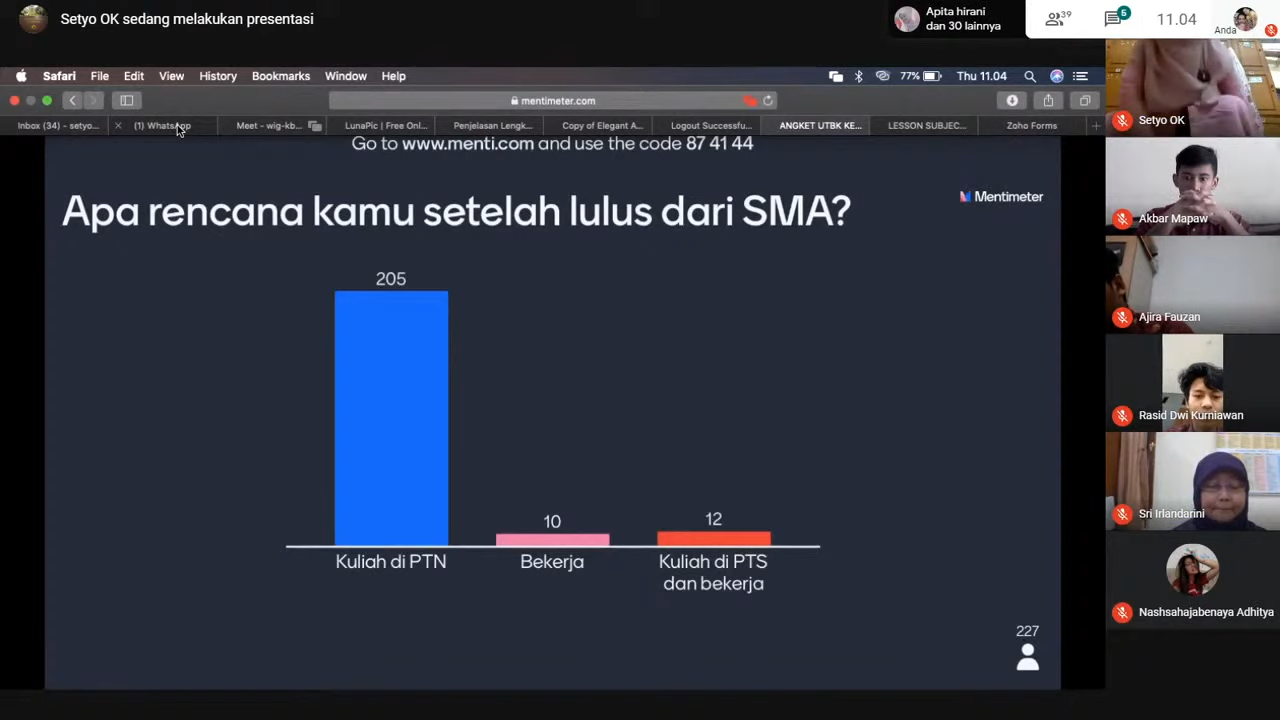 Setyo OK sedang melakukan presentasi
Apita hirani
dan 30 lainnya
39
5
11.04
Anda
Safari File Edit View History Bookmarks Window Help
77% Thu 11.04
mentimeter.com
Inbox (34) - setyo...
(1) WhatsApp
Meet - wig-kb...
LunaPic | Free Onl...
Penjelasan Lengk...
Copy of Elegant A...
Logout Successfu...
ANGKET UTBK KE...
LESSON SUBJEC...
Zoho Forms
Go to www.menti.com and use the code 87 41 44
Apa rencana kamu setelah lulus dari SMA?
Mentimeter
205
10
12
Kuliah di PTN
Bekerja
Kuliah di PTS
dan bekerja
227
Setyo OK
Akbar Mapaw
Ajira Fauzan
Rasid Dwi Kurniawan
Sri Irlandarini
Nashsahajabenaya Adhitya